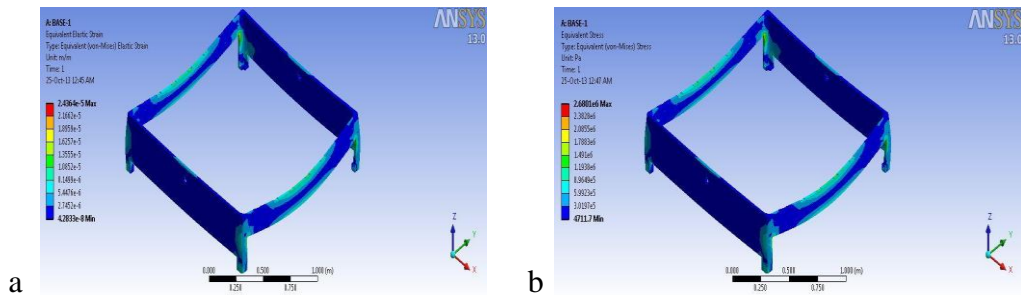 A: BASE-1
Equivalent Elastic Strain
Type: Equivalent (von-Mises) Elastic Strain
Unit: m/m
Time: 1
25-Oct-13 12:45 AM
ANSYS
13.0
2.4364e-5 Max
2.1662e-5
1.8958e-5
1.6257e-5
1.3555e-5
1.0852e-5
8.1499e-6
5.4476e-6
2.7452e-6
4.2833e-8 Min
0.000
0.500
1.000 (m)
0.250
0.750
Z
Y
X
a
A: BASE-1
Equivalent Stress
Type: Equivalent (von-Mises) Stress
Unit: Pa
Time: 1
25-Oct-13 12:47 AM
ANSYS
13.0
2.6801e6 Max
2.3828e6
2.0855e6
1.7883e6
1.491e6
1.1938e6
8.9649e5
5.9923e5
3.0197e5
4711.7 Min
0.000
0.500
1.000 (m)
0.250
0.750
Z
Y
X
b